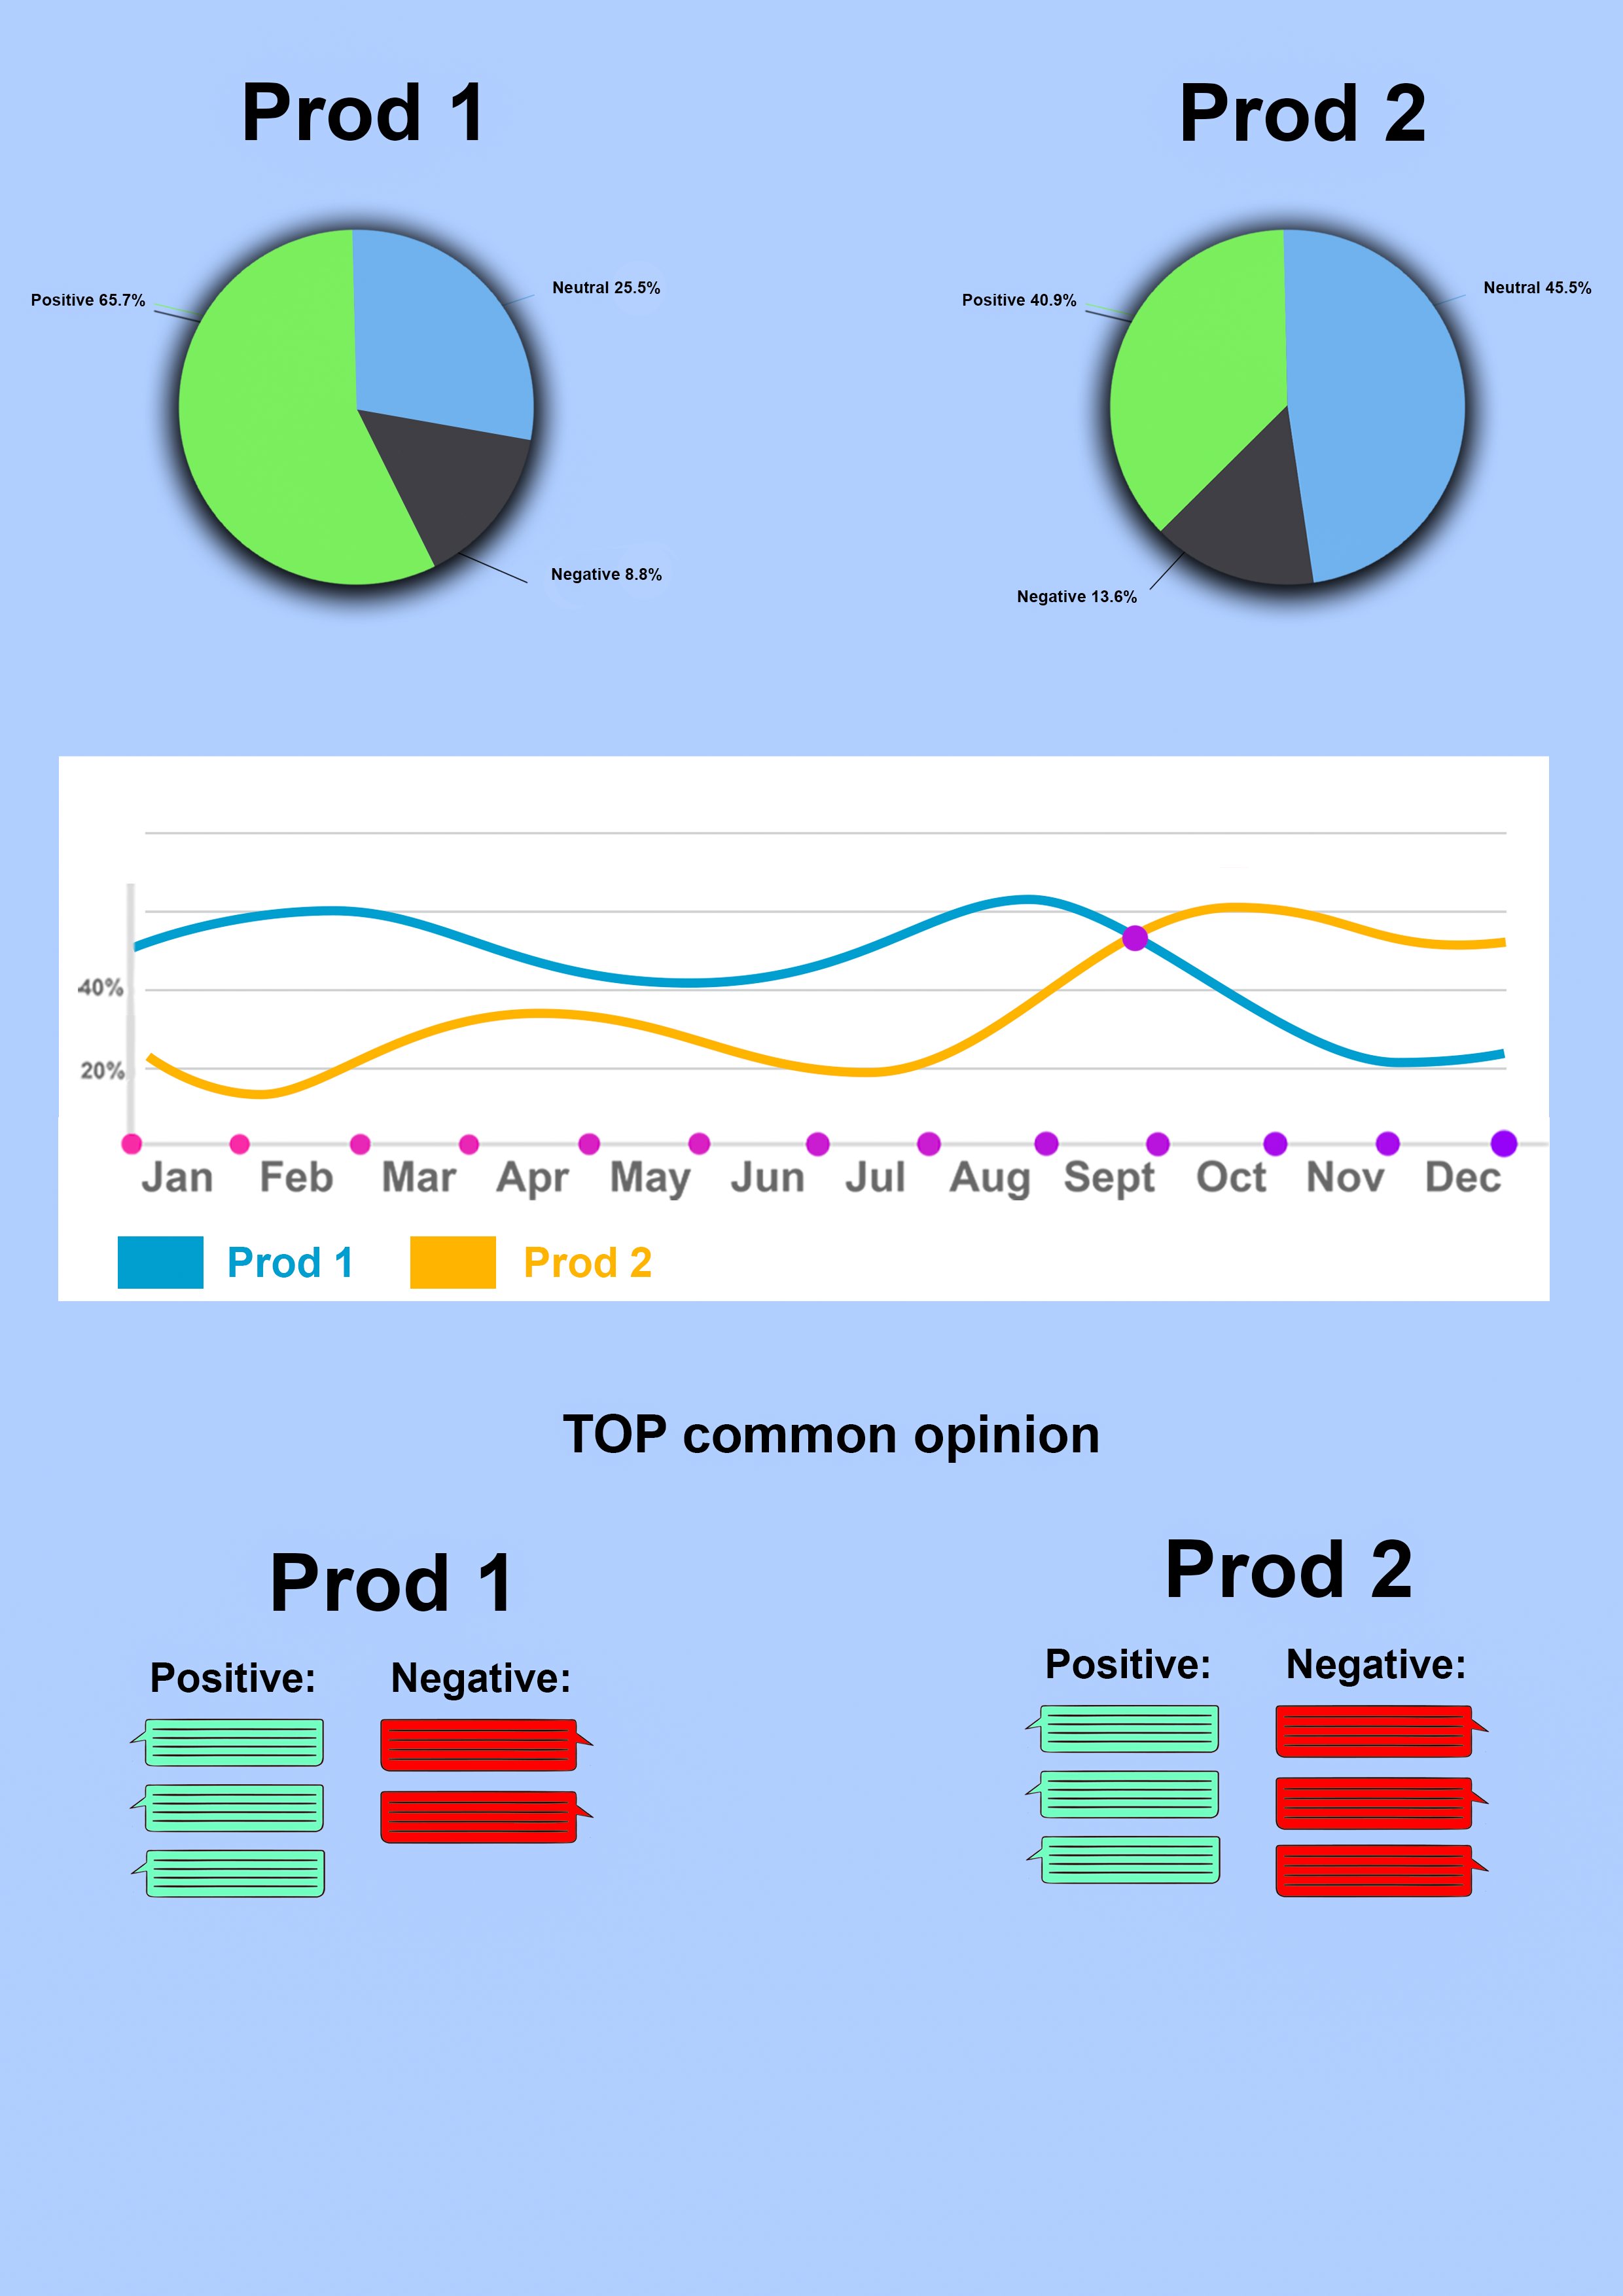 Prod 1
Prod 2
Positive 65.7%
Neutral 25.5%
Negative 8.8%
Positive 40.9%
Neutral 45.5%
Negative 13.6%
40%
20%
Jan Feb Mar Apr May Jun Jul Aug Sept Oct Nov Dec
Prod 1 Prod 2
TOP common opinion
Prod 1
Prod 2
Positive: Negative:
Positive: Negative: